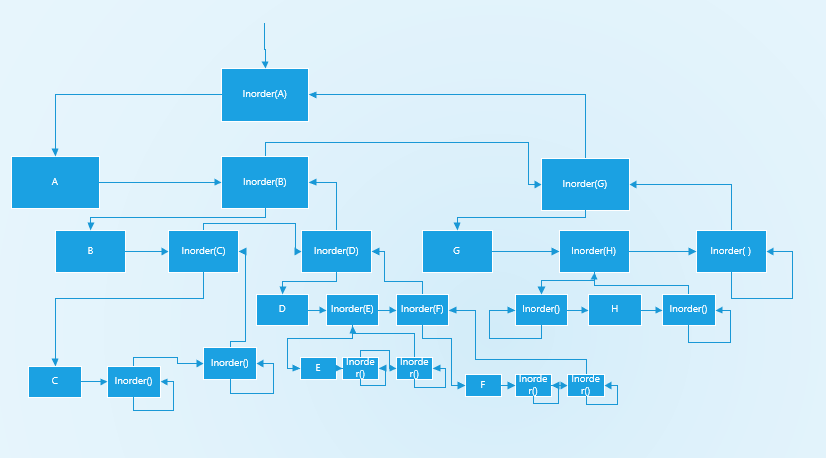 Inorder(A)
A
Inorder(B)
Inorder(G)
B
Inorder(C)
Inorder(D)
G
Inorder(H)
Inorder( )
D
Inorder(E)
Inorder(F)
Inorder()
H
Inorder()
C
Inorder()
Inorder()
E
Inorde
r()
Inorde
r()
F
Inorde
r()
Inorde
r()